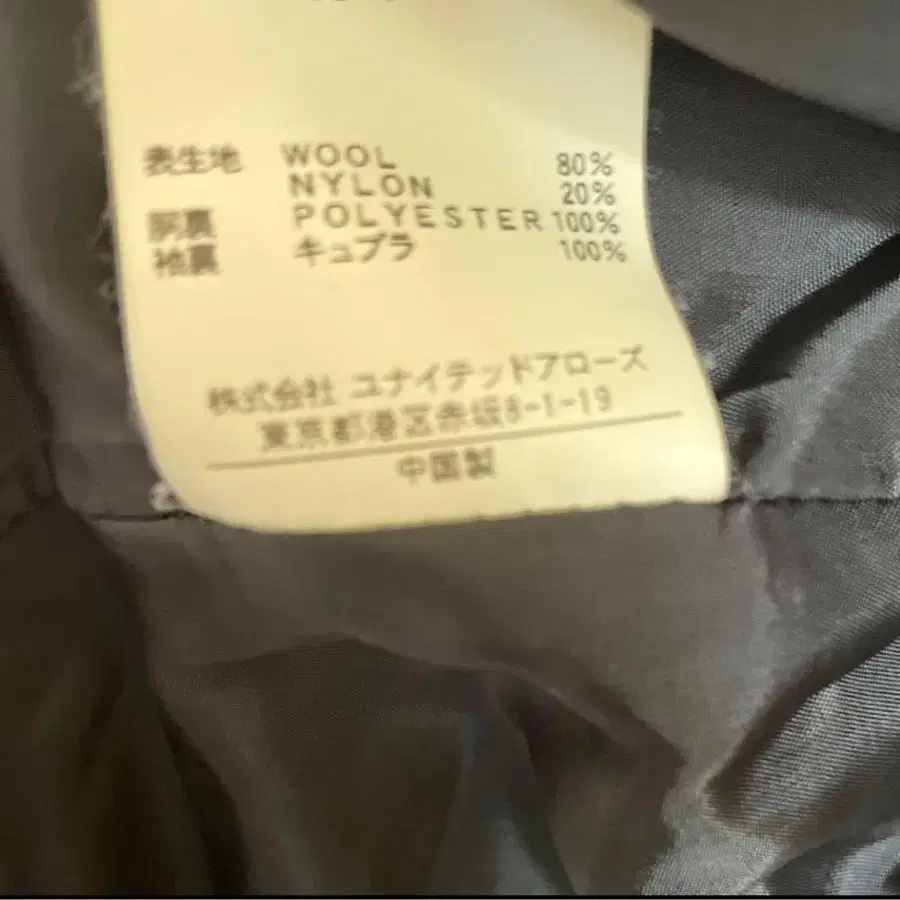 表生地 WOOL 80%
NYLON 20%
胴裏 POLYESTER 100%
袖裏 キュプラ 100%
株式会社 ユナイテッドアローズ
東京都港区赤坂8-1-19
中国製